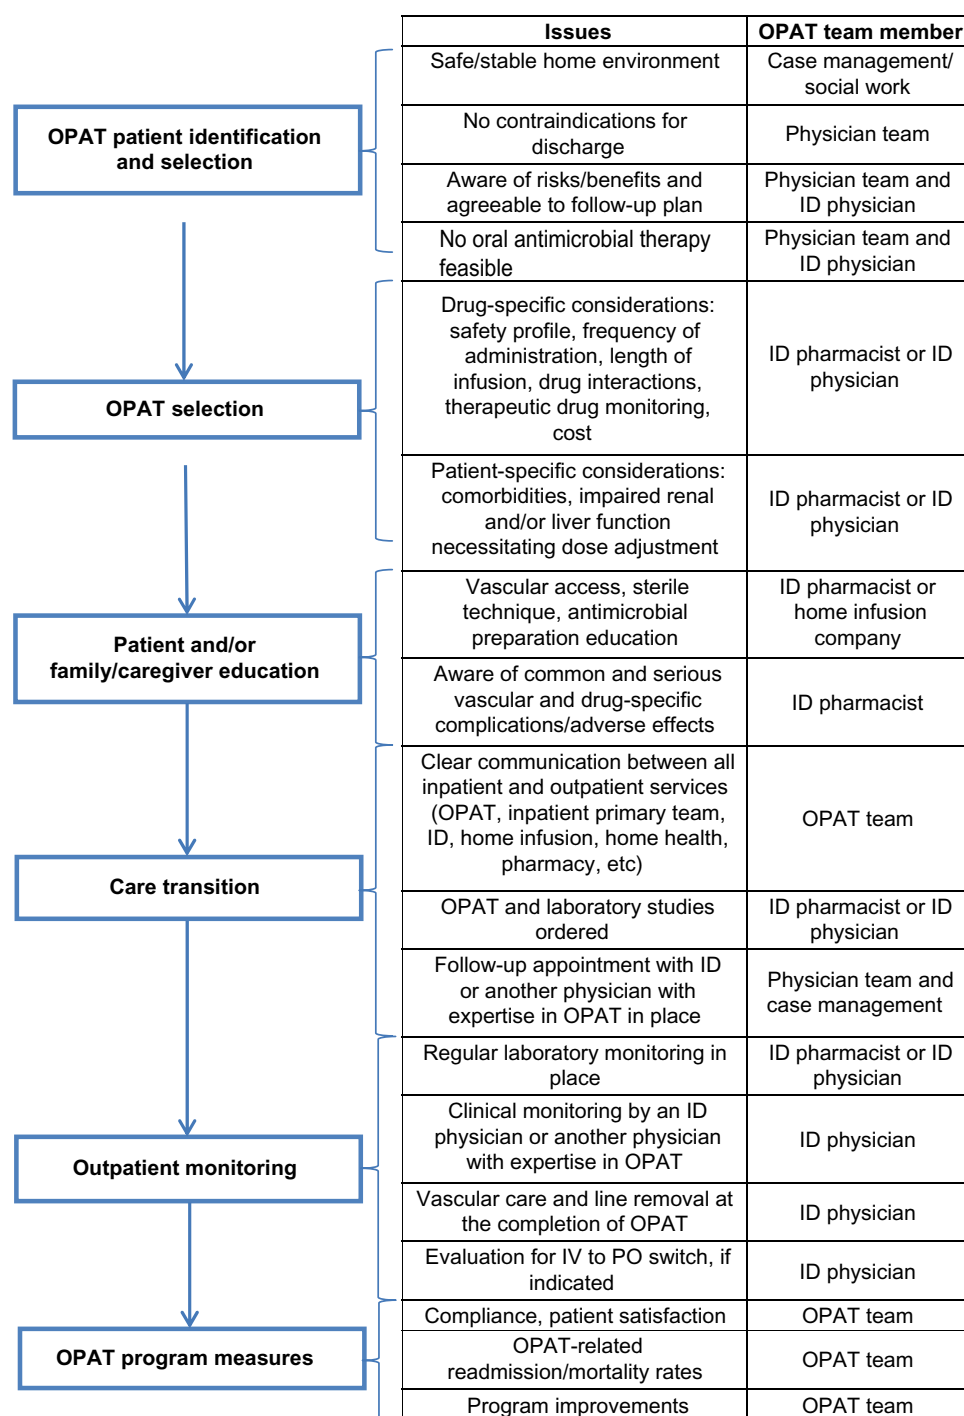 Issues
OPAT team member
OPAT patient identification
and selection
Safe/stable home environment
Case management/
social work
No contraindications for
discharge
Physician team
Aware of risks/benefits and
agreeable to follow-up plan
Physician team and
ID physician
No oral antimicrobial therapy
feasible
Physician team and
ID physician
OPAT selection
Drug-specific considerations:
safety profile, frequency of
administration, length of
infusion, drug interactions,
therapeutic drug monitoring,
cost
ID pharmacist or ID
physician
Patient-specific considerations:
comorbidities, impaired renal
and/or liver function
necessitating dose adjustment
ID pharmacist or ID
physician
Patient and/or
family/caregiver education
Vascular access, sterile
technique, antimicrobial
preparation education
ID pharmacist or
home infusion
company
Aware of common and serious
vascular and drug-specific
complications/adverse effects
ID pharmacist
Care transition
Clear communication between all
inpatient and outpatient services
(OPAT, inpatient primary team,
ID, home infusion, home health,
pharmacy, etc)
OPAT team
OPAT and laboratory studies
ordered
ID pharmacist or ID
physician
Follow-up appointment with ID
or another physician with
expertise in OPAT in place
Physician team and
case management
Outpatient monitoring
Regular laboratory monitoring in
place
ID pharmacist or ID
physician
Clinical monitoring by an ID
physician or another physician
with expertise in OPAT
ID physician
Vascular care and line removal at
the completion of OPAT
ID physician
Evaluation for IV to PO switch, if
indicated
ID physician
OPAT program measures
Compliance, patient satisfaction
OPAT team
OPAT-related
readmission/mortality rates
OPAT team
Program improvements
OPAT team